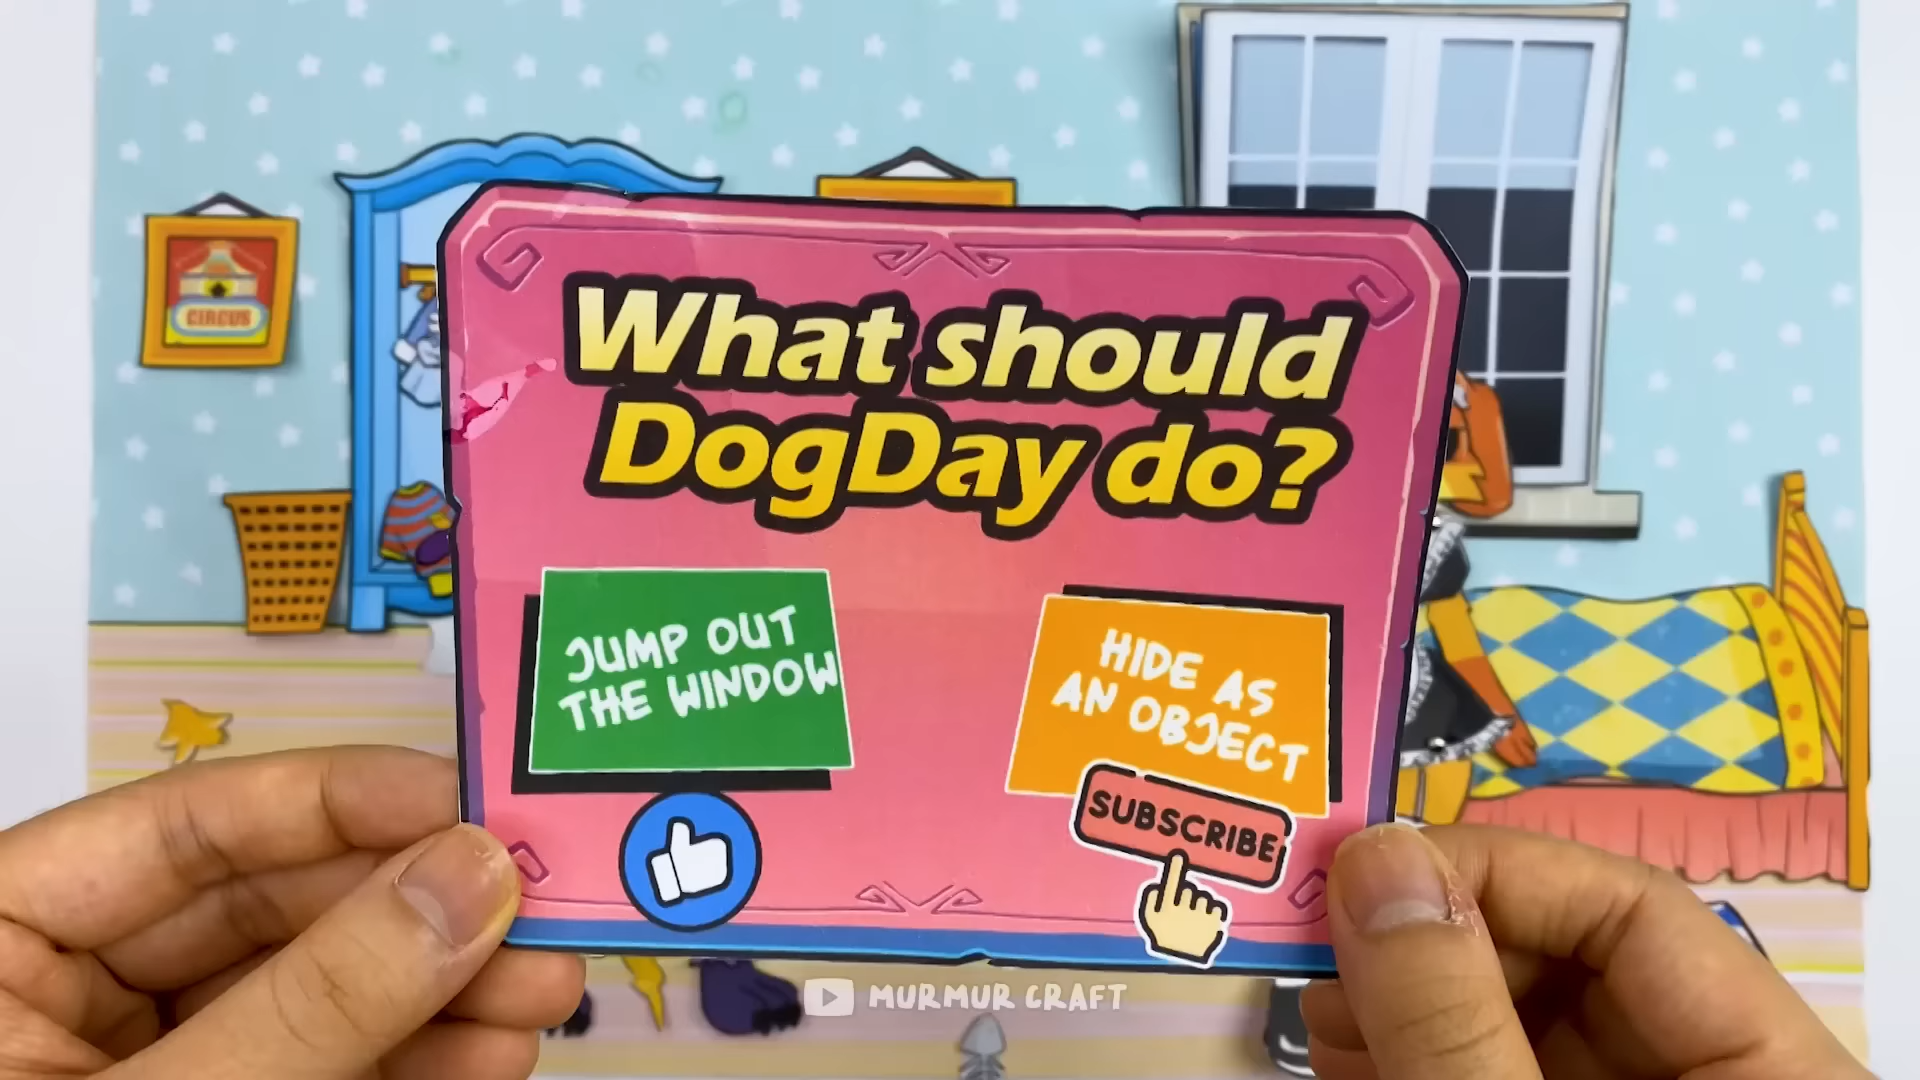 CIRCUS
What should
DogDay do?
JUMP OUT
THE WINDOW
HIDE AS
AN OBJECT
SUBSCRIBE
MURMUR CRAFT